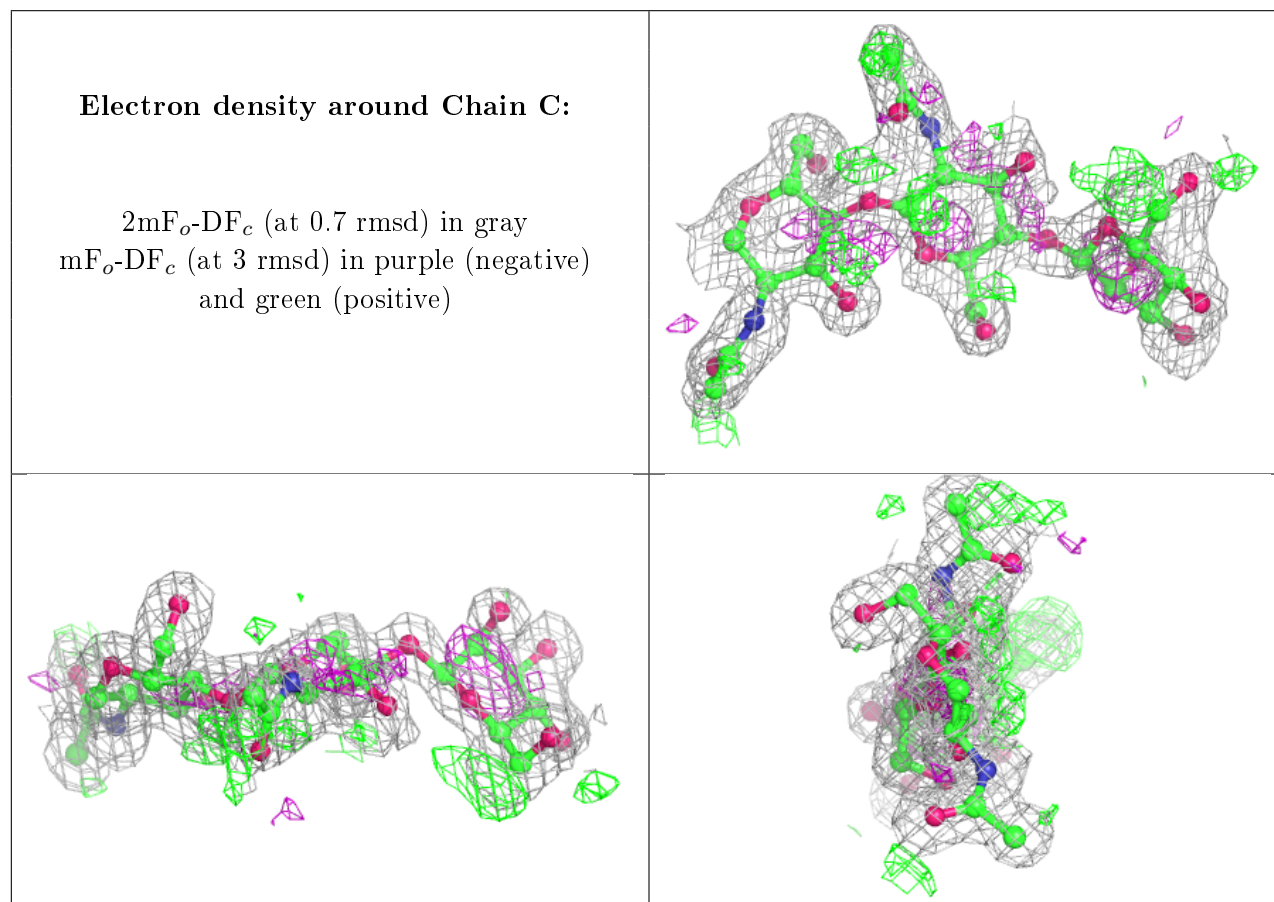 Electron density around Chain C:
2mFo-DFc (at 0.7 rmsd) in gray
mFo-DFc (at 3 rmsd) in purple (negative)
and green (positive)